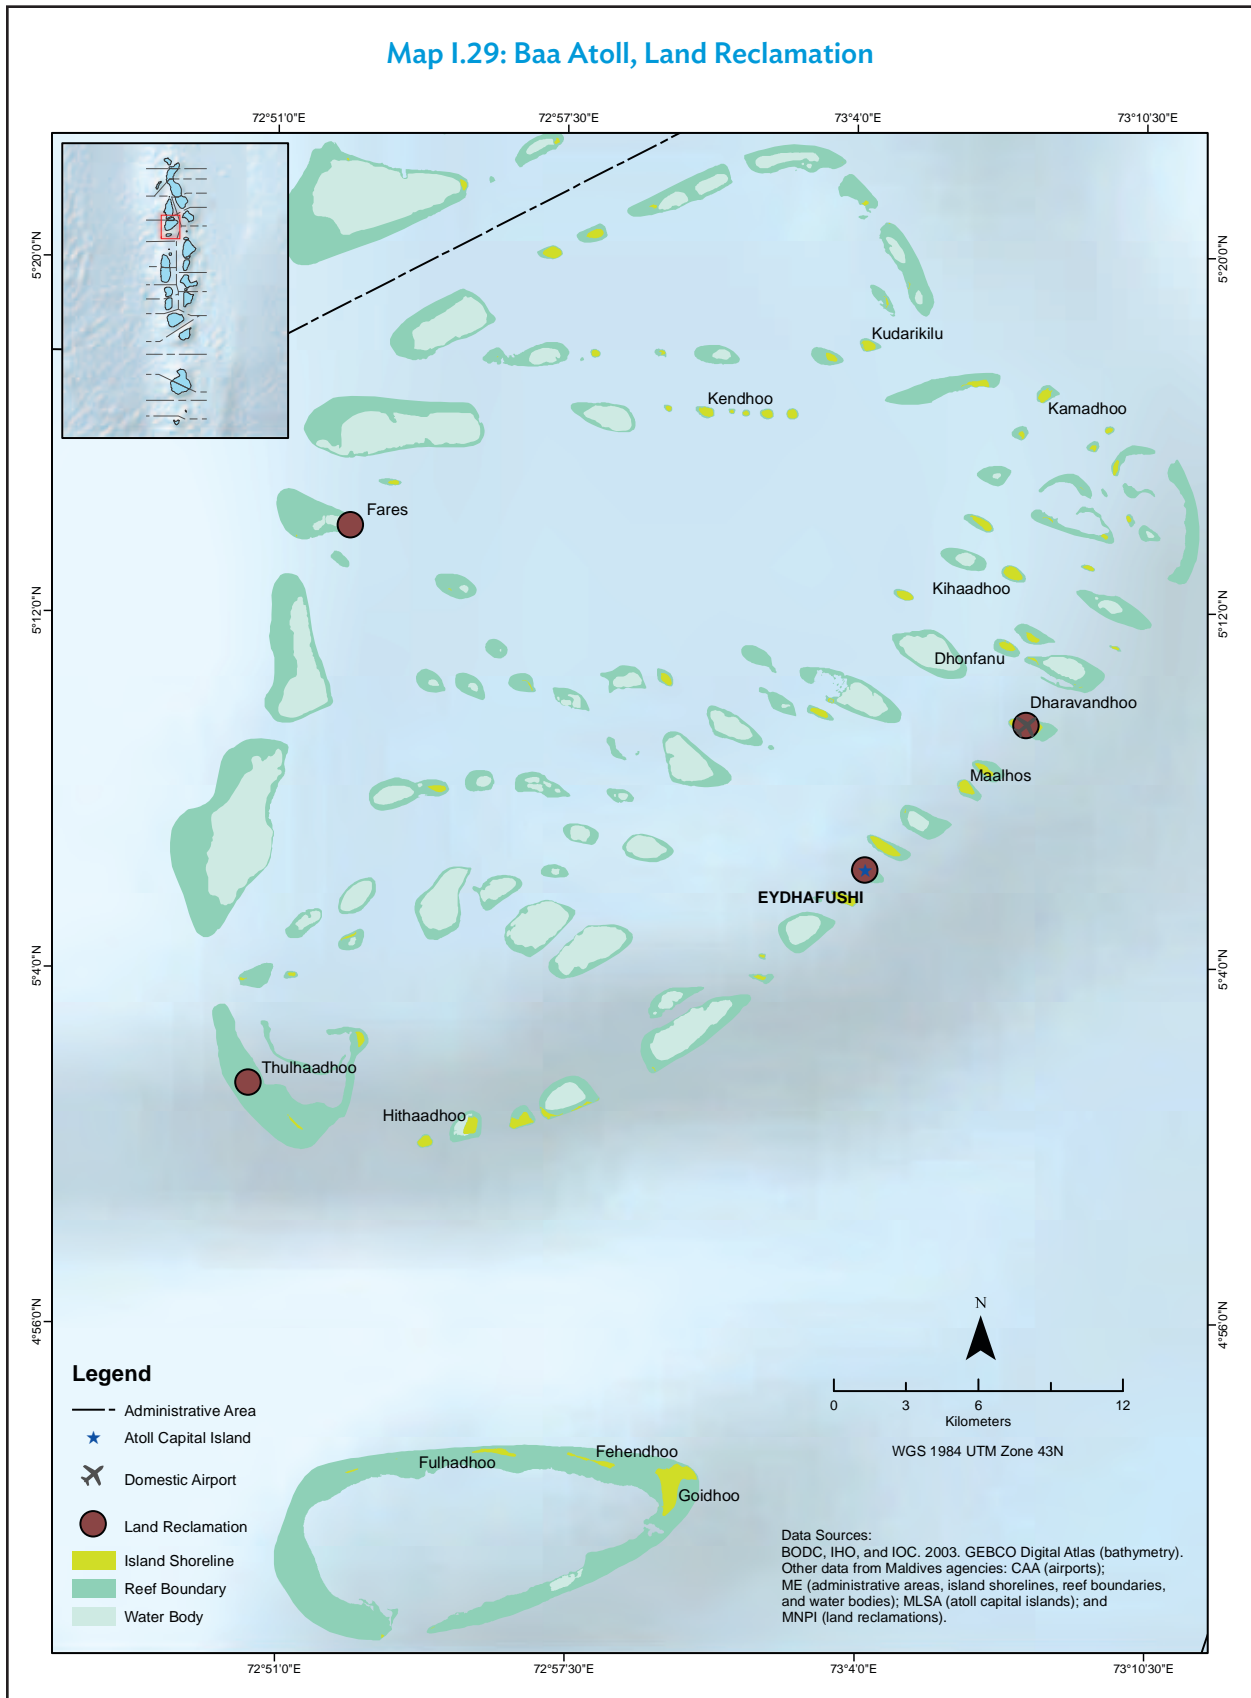 Map I.29: Baa Atoll, Land Reclamation
72°51'0"E
72°57'30"E
73°4'0"E
73°10'30"E
5°20'0"N
5°20'0"N
Kudarikilu
Kendhoo
Kamadhoo
Fares
Kihaadhoo
5°12'0"N
5°12'0"N
Dhonfanu
Dharavandhoo
Maalhos
EYDHAFUSHI
5°4'0"N
5°4'0"N
Thulhaadhoo
Hithaadhoo
4°56'0"N
4°56'0"N
N
0 3 6 12
Kilometers
WGS 1984 UTM Zone 43N
Legend
Administrative Area
Atoll Capital Island
Domestic Airport
Land Reclamation
Island Shoreline
Reef Boundary
Water Body
Fulhadhoo
Fehendhoo
Goidhoo
Data Sources:
BODC, IHO, and IOC. 2003. GEBCO Digital Atlas (bathymetry).
Other data from Maldives agencies: CAA (airports);
ME (administrative areas, island shorelines, reef boundaries,
and water bodies); MLSA (atoll capital islands); and
MNPI (land reclamations).
72°51'0"E
72°57'30"E
73°4'0"E
73°10'30"E